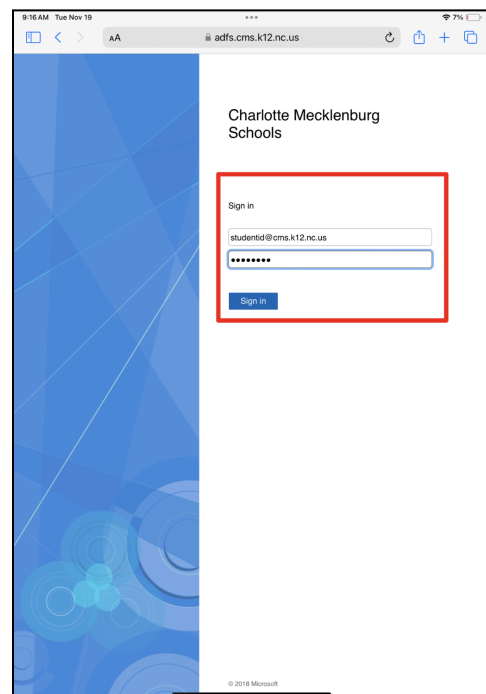 9:16 AM Tue Nov 19
7%
AA
adfs.cms.k12.nc.us
Charlotte Mecklenburg
Schools
Sign in
studentid@cms.k12.nc.us
••••••••
Sign in
© 2018 Microsoft